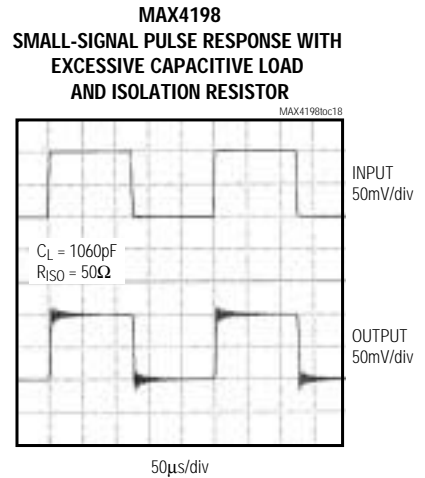 MAX4198
SMALL-SIGNAL PULSE RESPONSE WITH
EXCESSIVE CAPACITIVE LOAD
AND ISOLATION RESISTOR
MAX4198toc18
INPUT
50mV/div
CL = 1060pF
RISO = 50Ω
OUTPUT
50mV/div
50µs/div